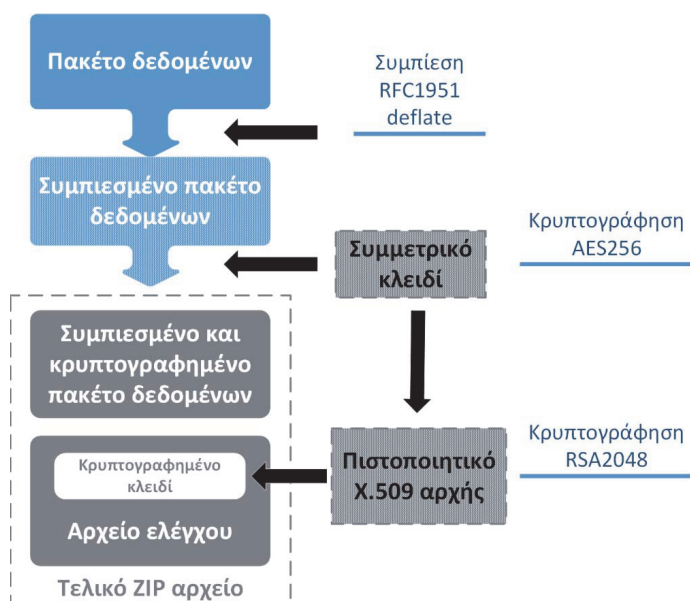 Πακέτο δεδομένων
Συμπίεση
RFC1951
deflate
Συμπιεσμένο πακέτο
δεδομένων
Συμμετρικό
κλειδί
Κρυπτογράφηση
AES256
Συμπιεσμένο και
κρυπτογραφημένο
πακέτο δεδομένων
Κρυπτογραφημένο
κλειδί
Αρχείο ελέγχου
Πιστοποιητικό
X.509 αρχής
Κρυπτογράφηση
RSA2048
Τελικό ZIP αρχείο